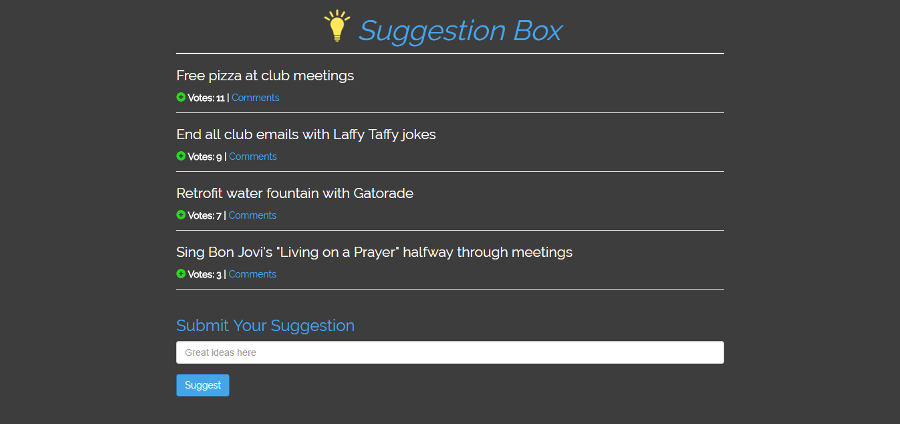 Suggestion Box
Free pizza at club meetings
Votes: 11 | Comments
End all club emails with Laffy Taffy jokes
Votes: 9 | Comments
Retrofit water fountain with Gatorade
Votes: 7 | Comments
Sing Bon Jovi's "Living on a Prayer" halfway through meetings
Votes: 3 | Comments
Submit Your Suggestion
Great ideas here
Suggest